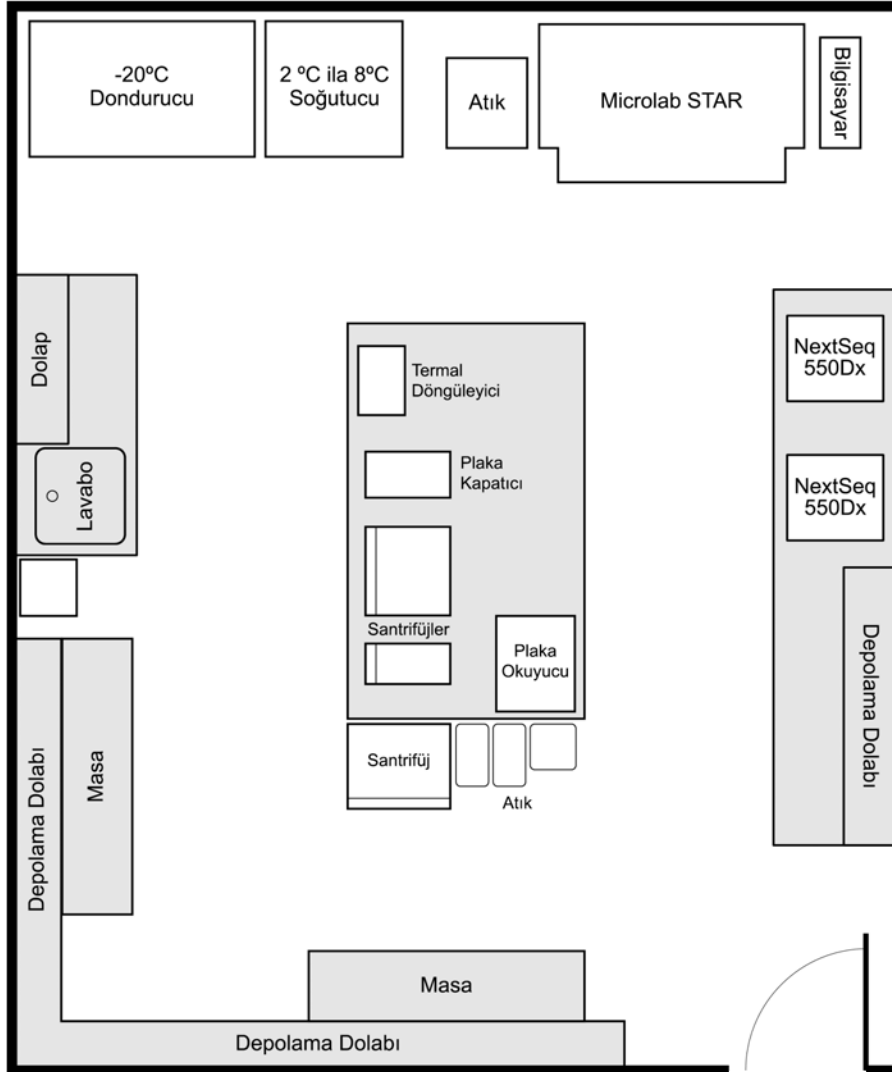 -20ºC
Dondurucu
2 ºC ila 8ºC
Soğutucu
Atık
Microlab STAR
Bilgisayar
Dolap
Lavabo
Termal
Döngüleyici
Plaka
Kapatıcı
Santrifüjler
Plaka
Okuyucu
Santrifüj
Atık
NextSeq
550Dx
NextSeq
550Dx
Depolama Dolabı
Depolama Dolabı
Masa
Masa
Depolama Dolabı